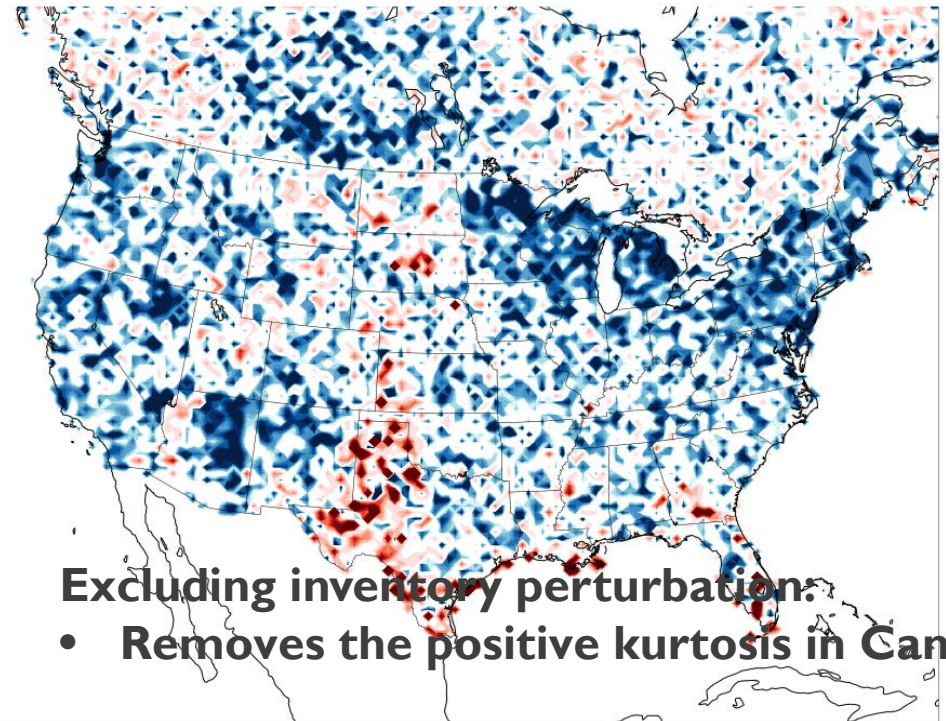 Excluding inventory perturbation:
• Removes the positive kurtosis in Can